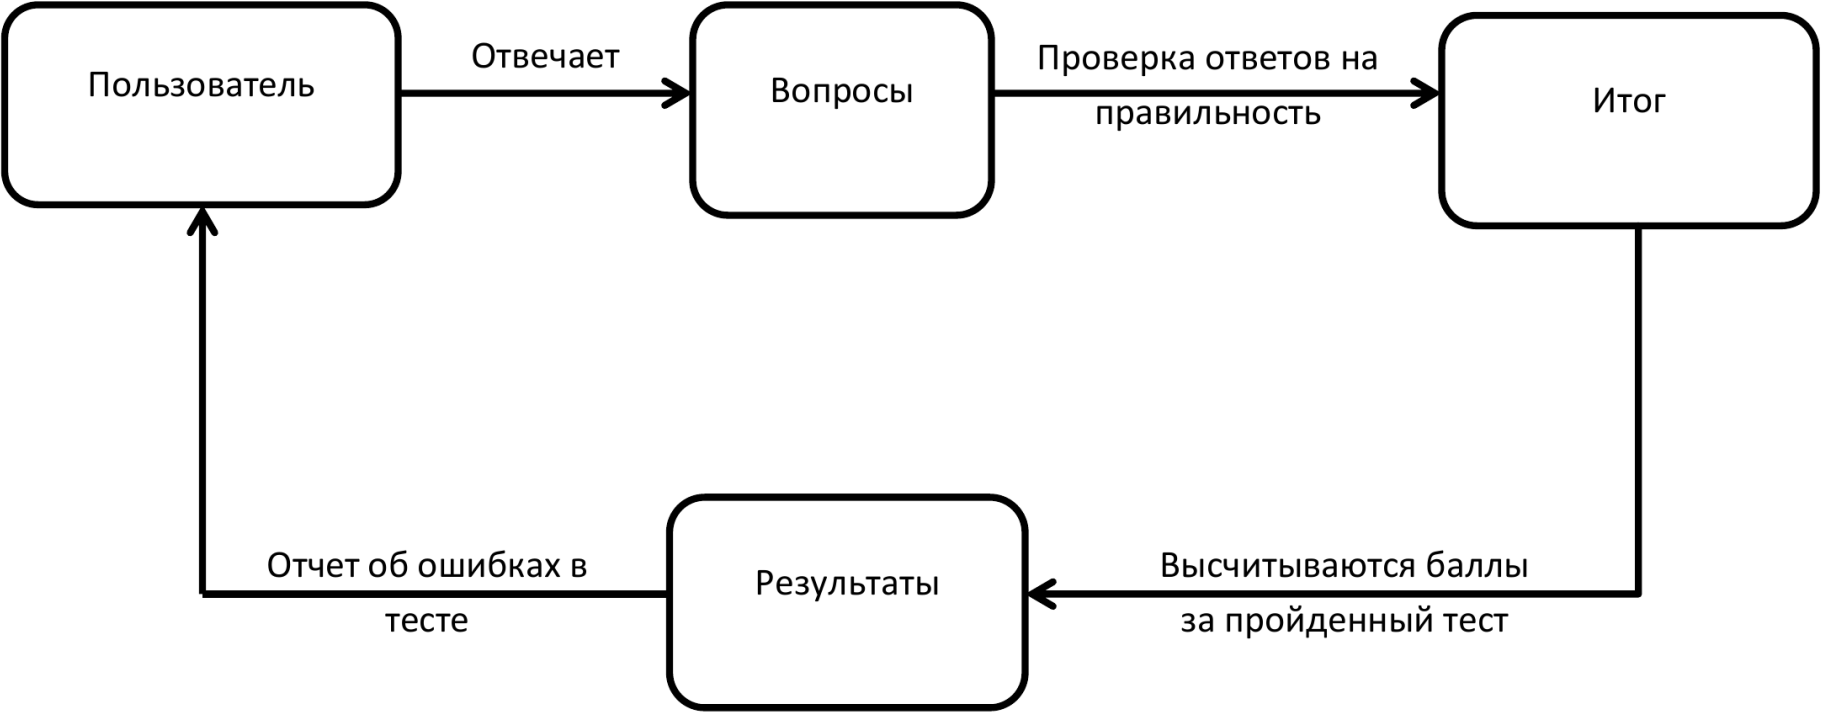 Пользователь
Отвечает
Вопросы
Проверка ответов на
правильность
Итог
Высчитываются баллы
за пройденный тест
Результаты
Отчет об ошибках в
тесте